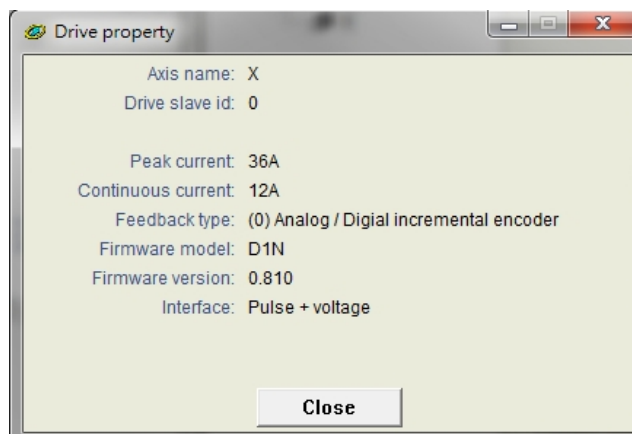 Drive property
Axis name: X
Drive slave id: 0
Peak current: 36A
Continuous current: 12A
Feedback type: (0) Analog / Digial incremental encoder
Firmware model: D1N
Firmware version: 0.810
Interface: Pulse + voltage
Close